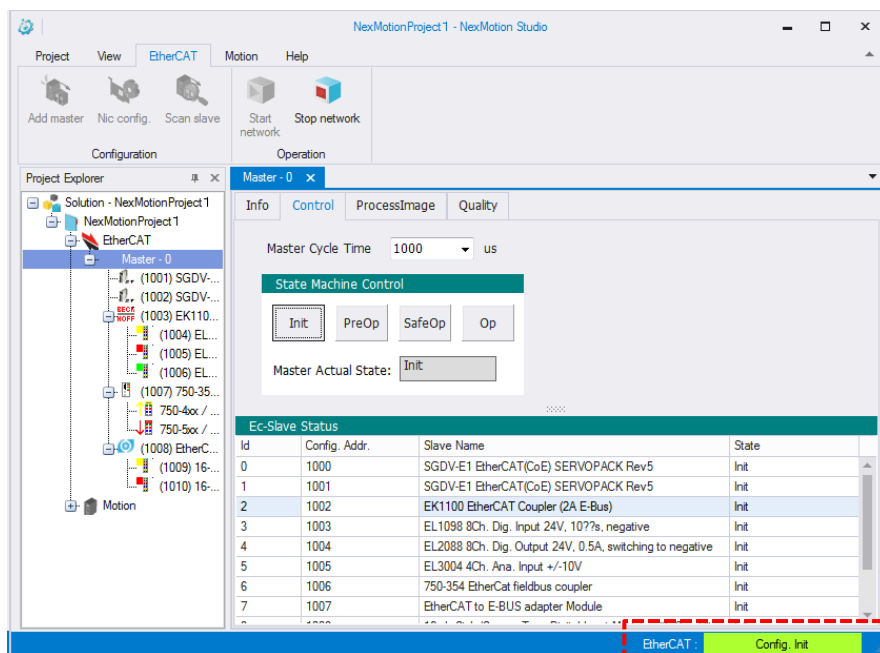 NexMotionProject1 - NexMotion Studio
Project View EtherCAT Motion Help
Add master Nic config. Scan slave Start network Stop network
Configuration Operation
Project Explorer
Solution - NexMotionProject1
NexMotionProject1
EtherCAT
Master - 0
(1001) SGDV-...
(1002) SGDV-...
BECK HOFF (1003) EK110...
(1004) EL...
(1005) EL...
(1006) EL...
(1007) 750-35...
750-4xx / ...
750-5xx / ...
(1008) EtherC...
(1009) 16-...
(1010) 16-...
Motion
Master - 0
Info Control ProcessImage Quality
Master Cycle Time 1000 us
State Machine Control
Init PreOp SafeOp Op
Master Actual State: Init
Ec-Slave Status
Id Config. Addr. Slave Name State
0 1000 SGDV-E1 EtherCAT(CoE) SERVOPACK Rev5 Init
1 1001 SGDV-E1 EtherCAT(CoE) SERVOPACK Rev5 Init
2 1002 EK1100 EtherCAT Coupler (2A E-Bus) Init
3 1003 EL1098 8Ch. Dig. Input 24V, 10??s, negative Init
4 1004 EL2088 8Ch. Dig. Output 24V, 0.5A, switching to negative Init
5 1005 EL3004 4Ch. Ana. Input +/-10V Init
6 1006 750-354 EtherCat fieldbus coupler Init
7 1007 EtherCAT to E-BUS adapter Module Init
EtherCAT : Config. Init